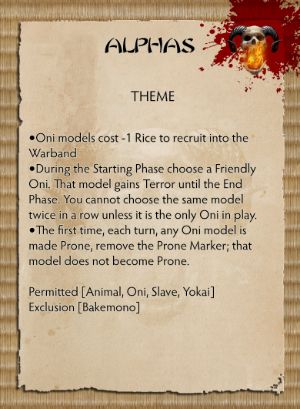 ALPHAS
THEME
•Oni models cost -1 Rice to recruit into the
Warband
•During the Starting Phase choose a Friendly
Oni. That model gains Terror until the End
Phase. You cannot choose the same model
twice in a row unless it is the only Oni in play.
•The first time, each turn, any Oni model is
made Prone, remove the Prone Marker; that
model does not become Prone.
Permitted [Animal, Oni, Slave, Yokai]
Exclusion [Bakemono]